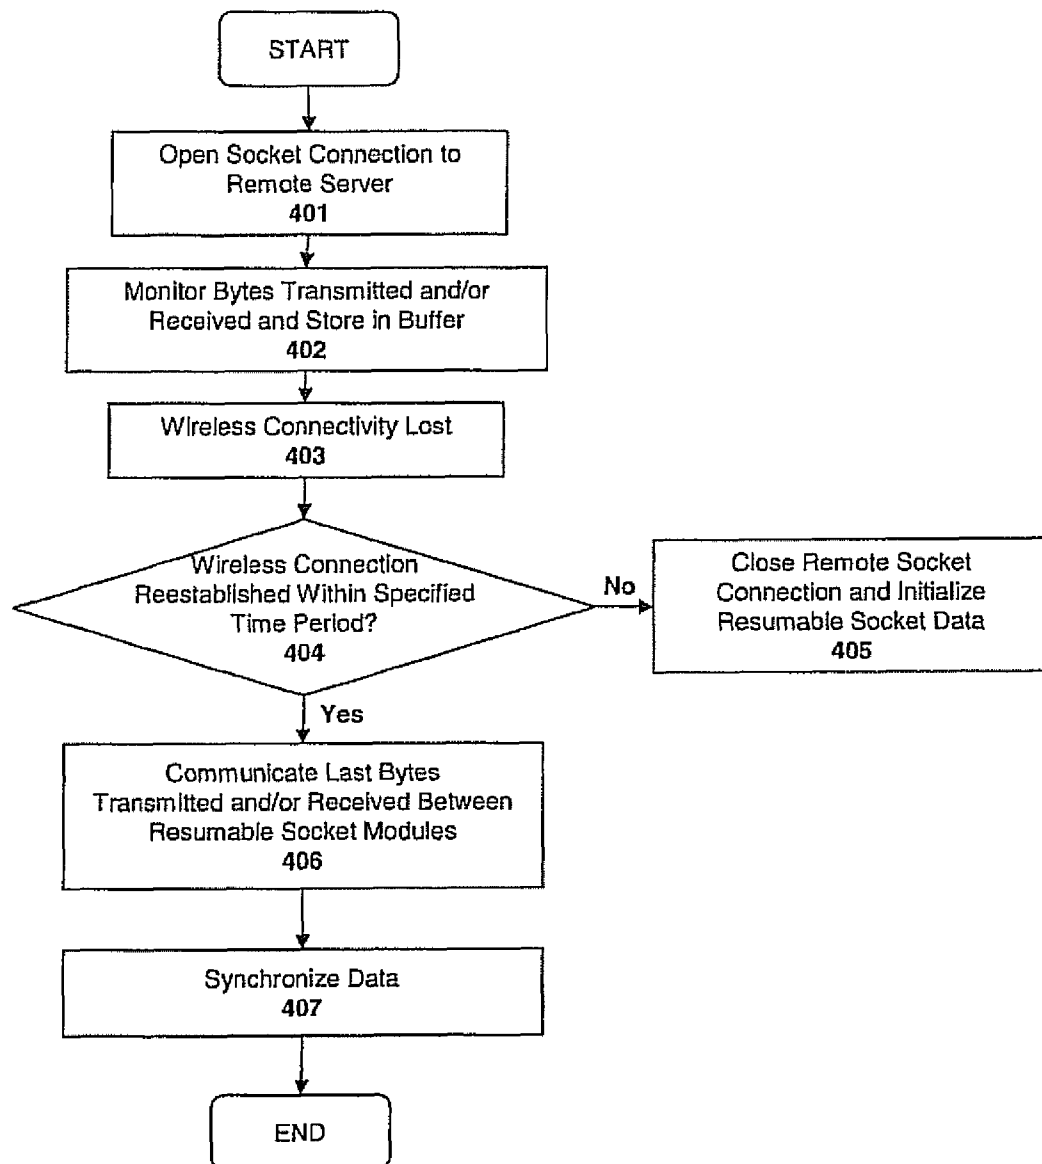 START
Open Socket Connection to
Remote Server
401
Monitor Bytes Transmitted and/or
Received and Store in Buffer
402
Wireless Connectivity Lost
403
Wireless Connection
Reestablished Within Specified
Time Period?
404
No
Close Remote Socket
Connection and Initialize
Resumable Socket Data
405
Yes
Communicate Last Bytes
Transmitted and/or Received Between
Resumable Socket Modules
406
Synchronize Data
407
END